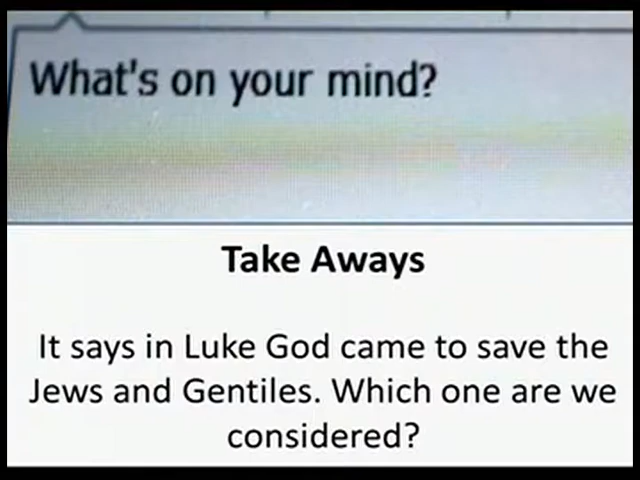 What's on your mind?
Take Aways
It says in Luke God came to save the
Jews and Gentiles. Which one are we
considered?